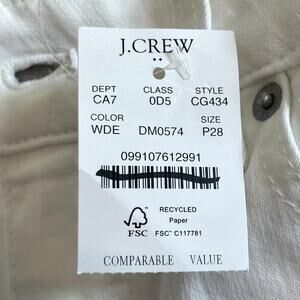 J.CREW
DEPT CLASS STYLE
CA7 0D5 CG434
COLOR SIZE
WDE DM0574 P28
099107612991
RECYCLED
Paper
FSC™ C117781
FSC
COMPARABLE VALUE